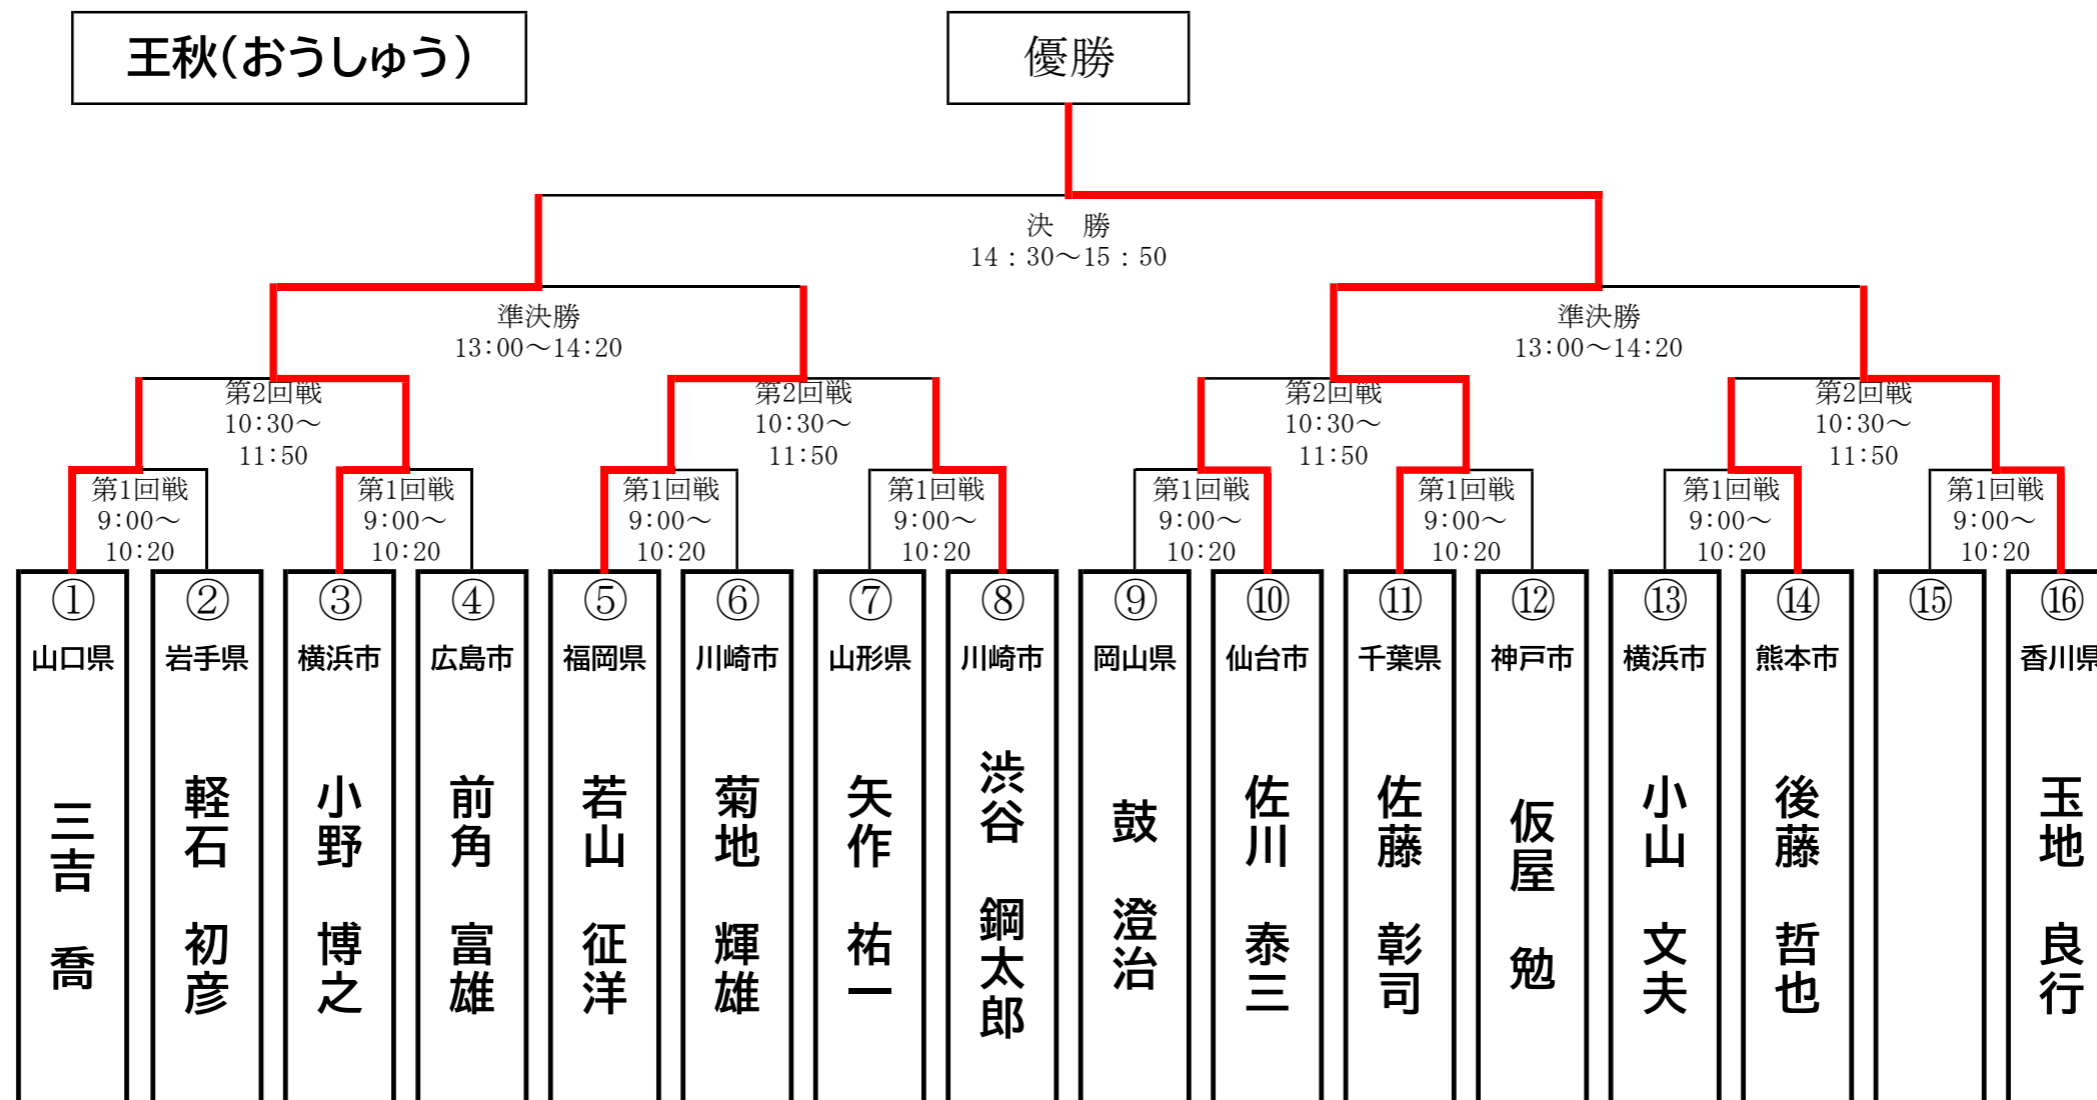 王秋(おうしゅう)
優勝
決　勝
14：30～15：50
準決勝
13:00～14:20
準決勝
13:00～14:20
第2回戦
10:30～
11:50
第2回戦
10:30～
11:50
第2回戦
10:30～
11:50
第2回戦
10:30～
11:50
第1回戦
9:00～
10:20
第1回戦
9:00～
10:20
第1回戦
9:00～
10:20
第1回戦
9:00～
10:20
第1回戦
9:00～
10:20
第1回戦
9:00～
10:20
第1回戦
9:00～
10:20
第1回戦
9:00～
10:20
①
山口県
三吉　喬
②
岩手県
軽石　初彦
③
横浜市
小野　博之
④
広島市
前角　富雄
⑤
福岡県
若山　征洋
⑥
川崎市
菊地　輝雄
⑦
山形県
矢作　祐一
⑧
川崎市
渋谷　鋼太郎
⑨
岡山県
鼓　澄治
⑩
仙台市
佐川　泰三
⑪
千葉県
佐藤　彰司
⑫
神戸市
仮屋　勉
⑬
横浜市
小山　文夫
⑭
熊本市
後藤　哲也
⑮
⑯
香川県
玉地　良行